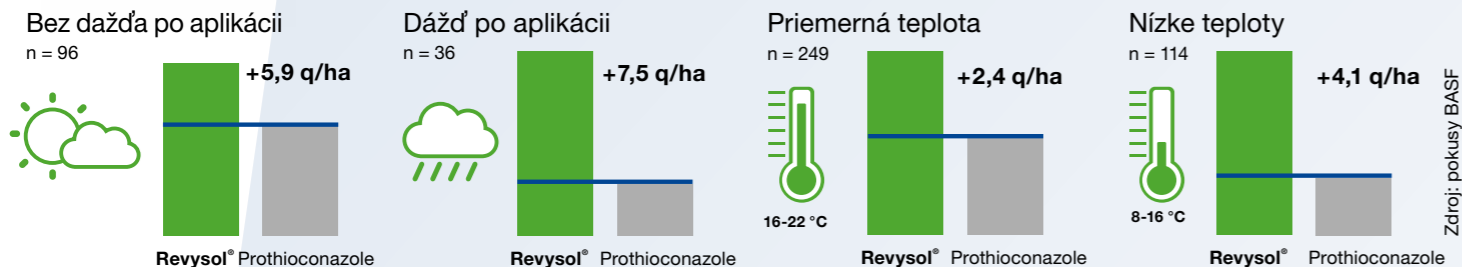 Bez dažďa po aplikácii
n = 96
+5,9 q/ha
Revysol® Prothioconazole
Dážď po aplikácii
n = 36
+7,5 q/ha
Revysol® Prothioconazole
Priemerná teplota
n = 249
+2,4 q/ha
16-22 °C
Revysol® Prothioconazole
Nízke teploty
n = 114
+4,1 q/ha
8-16 °C
Revysol® Prothioconazole
Zdroj: pokusy BASF